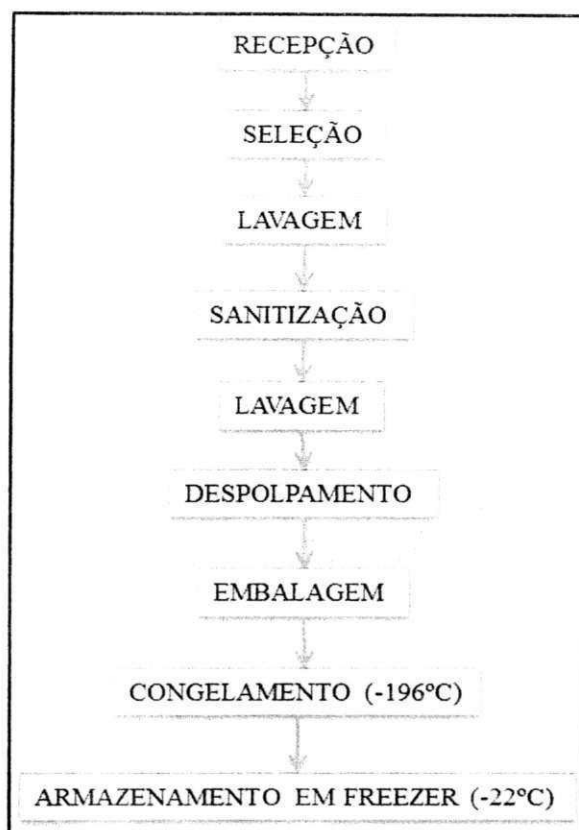 RECEPÇÃO
SELEÇÃO
LAVAGEM
SANITIZAÇÃO
LAVAGEM
DESPOLPAMENTO
EMBALAGEM
CONGELAMENTO (-196ºC)
ARMAZENAMENTO EM FREEZER (-22ºC)